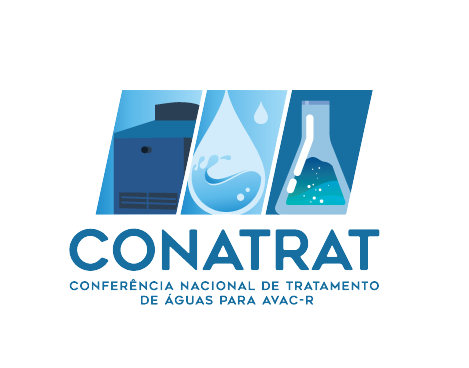 CONATRAT
CONFERÊNCIA NACIONAL DE TRATAMENTO
DE ÁGUAS PARA AVAC-R